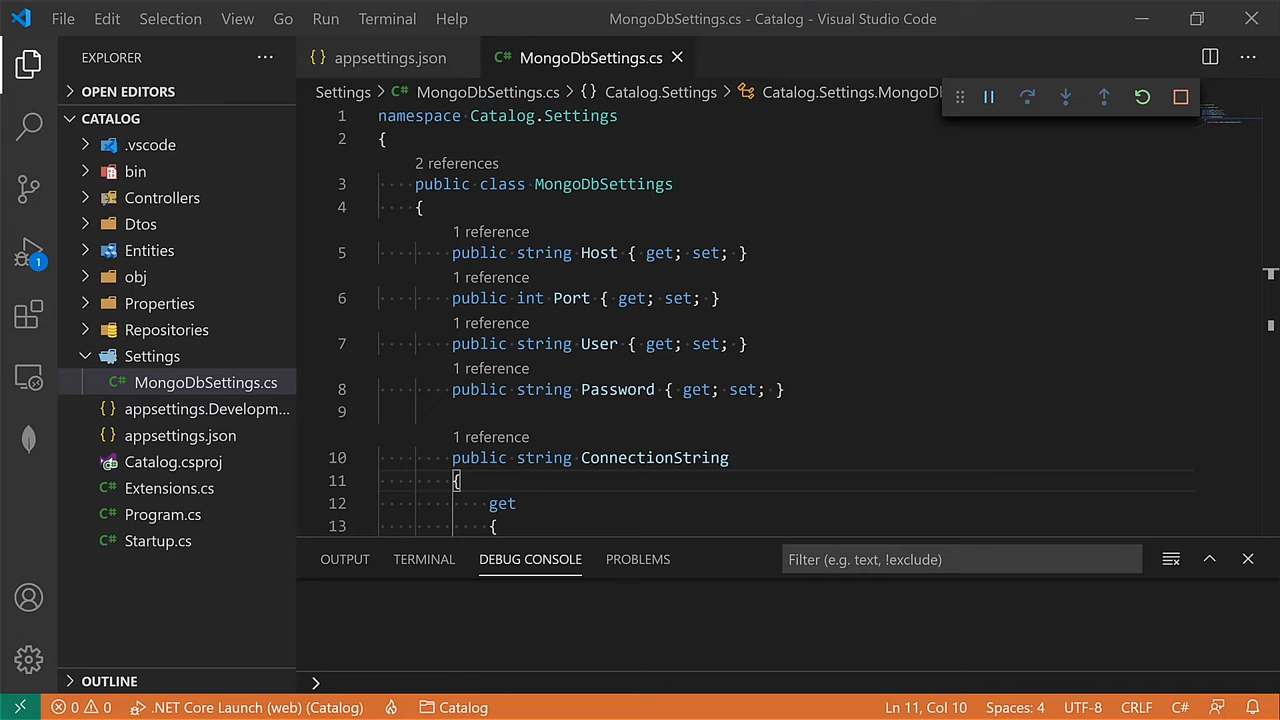 File Edit Selection View Go Run Terminal Help MongoDbSettings.cs - Catalog - Visual Studio Code
EXPLORER
OPEN EDITORS
CATALOG
.vscode
bin
Controllers
Dtos
Entities
obj
Properties
Repositories
Settings
C# MongoDbSettings.cs
{} appsettings.Developm...
{} appsettings.json
Catalog.csproj
C# Extensions.cs
C# Program.cs
C# Startup.cs
OUTLINE
{} appsettings.json C# MongoDbSettings.cs
Settings > C# MongoDbSettings.cs > {} Catalog.Settings > Catalog.Settings.MongoD
1 namespace Catalog.Settings
2 {
2 references
3 public class MongoDbSettings
4 {
1 reference
5 public string Host { get; set; }
1 reference
6 public int Port { get; set; }
1 reference
7 public string User { get; set; }
1 reference
8 public string Password { get; set; }
9
1 reference
10 public string ConnectionString
11 {
12 get
13 {
OUTPUT TERMINAL DEBUG CONSOLE PROBLEMS Filter (e.g. text, !exclude)
1
0 0 .NET Core Launch (web) (Catalog) Catalog Ln 11, Col 10 Spaces: 4 UTF-8 CRLF C#